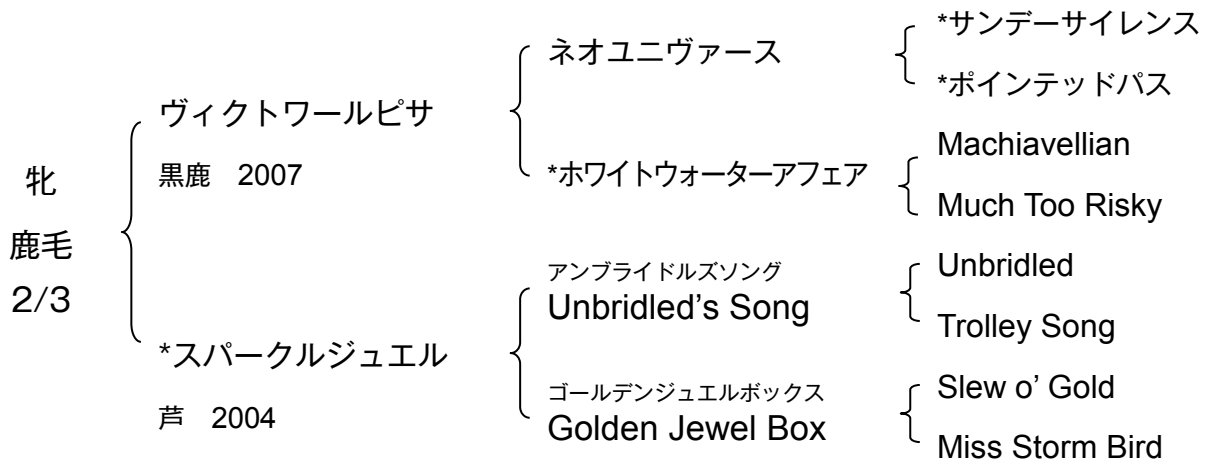 牝
鹿毛
2/3
ヴィクトワールピサ
黒鹿 2007
*スパークルジュエル
芦 2004
ネオユニヴァース
*ホワイトウォーターアフェア
アンブライドルズソング
Unbridled's Song
ゴールデンジュエルボックス
Golden Jewel Box
*サンデーサイレンス
*ポインテッドパス
Machiavellian
Much Too Risky
Unbridled
Trolley Song
Slew o' Gold
Miss Storm Bird